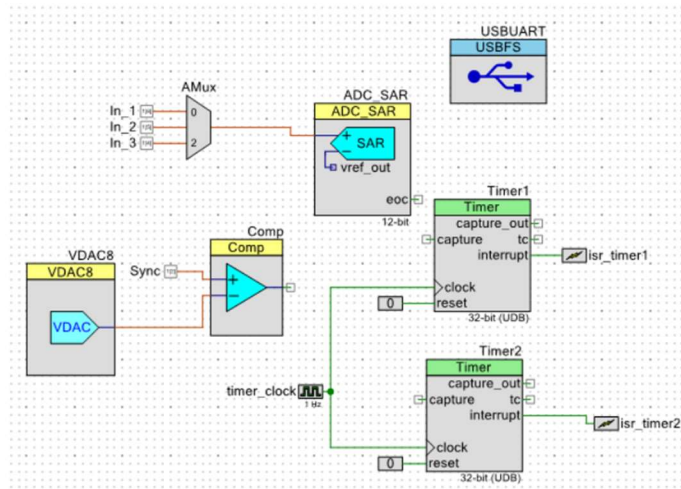 USBUART
USBFS
AMux
In_1
In_2
In_3
0
2
ADC_SAR
ADC_SAR
+
SAR
-
vref_out
eoc
12-bit
VDAC8
VDAC8
VDAC
Sync
Comp
Comp
+
-
Timer1
Timer
capture_out
capture
tc
interrupt
isr_timer1
clock
0
reset
32-bit (UDB)
timer_clock
1 Hz
Timer2
Timer
capture_out
capture
tc
interrupt
isr_timer2
clock
0
reset
32-bit (UDB)